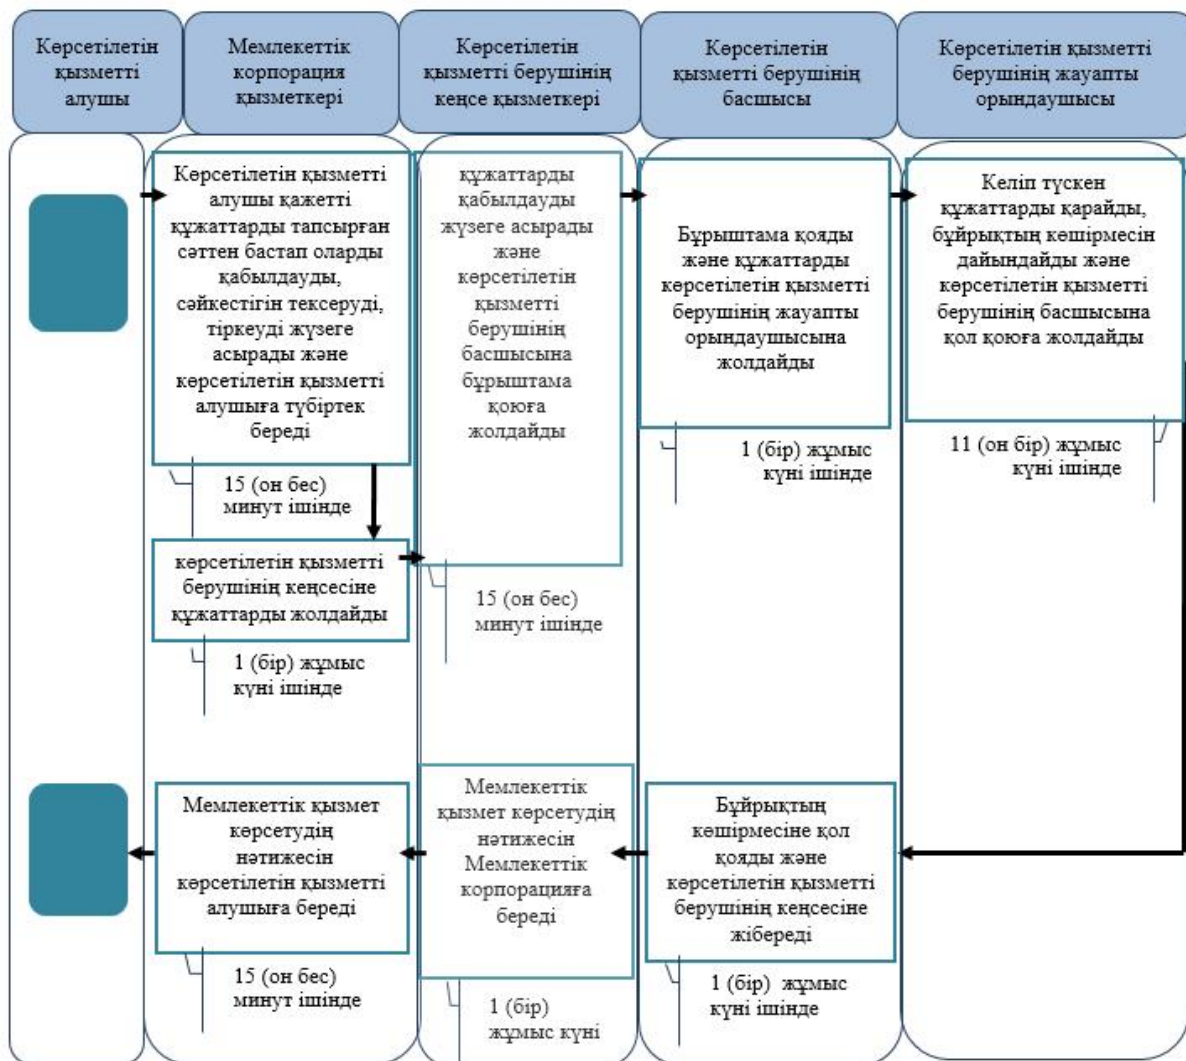 Көрсетілетін
қызметті
алушы
Мемлекеттік
корпорация
қызметкері
Көрсетілетін
қызметті берушінің
кеңсе қызметкері
Көрсетілетін
қызметті берушінің
басшысы
Көрсетілетін қызметті
берушінің жауапты
орындаушысы
Көрсетілетін қызметті
алушы қажетті
құжаттарды тапсырған
сәттен бастап оларды
қабылдауды,
сәйкестігін тексеруді,
тіркеуді жүзеге
асырады және
көрсетілетін қызметті
алушыға түбіртек
береді
15 (он бес)
минут ішінде
көрсетілетін қызметті
берушінің кеңсесіне
құжаттарды жолдайды
1 (бір) жұмыс
күні ішінде
құжаттарды
қабылдауды
жүзеге асырады
және
көрсетілетін
қызметті
берушінің
басшысына
бұрыштама
қоюға
жолдайды
15 (он бес)
минут ішінде
Бұрыштама қояды
және құжаттарды
көрсетілетін қызметті
берушінің жауапты
орындаушысына
жолдайды
1 (бір) жұмыс
күні ішінде
Келіп түскен
құжаттарды қарайды,
бұйрықтың көшірмесін
дайындайды және
көрсетілетін қызметті
берушінің басшысына
қол қоюға жолдайды
11 (он бір) жұмыс
күні ішінде
Мемлекеттік қызмет
көрсетудің
нәтижесін
көрсетілетін қызметті
алушыға береді
15 (он бес)
минут ішінде
Мемлекеттік
қызмет көрсетудің
нәтижесін
Мемлекеттік
корпорацияға
береді
1 (бір)
жұмыс күні
Бұйрықтың
көшірмесіне қол
қояды және
көрсетілетін қызметті
берушінің кеңсесіне
жібереді
1 (бір) жұмыс
күні ішінде